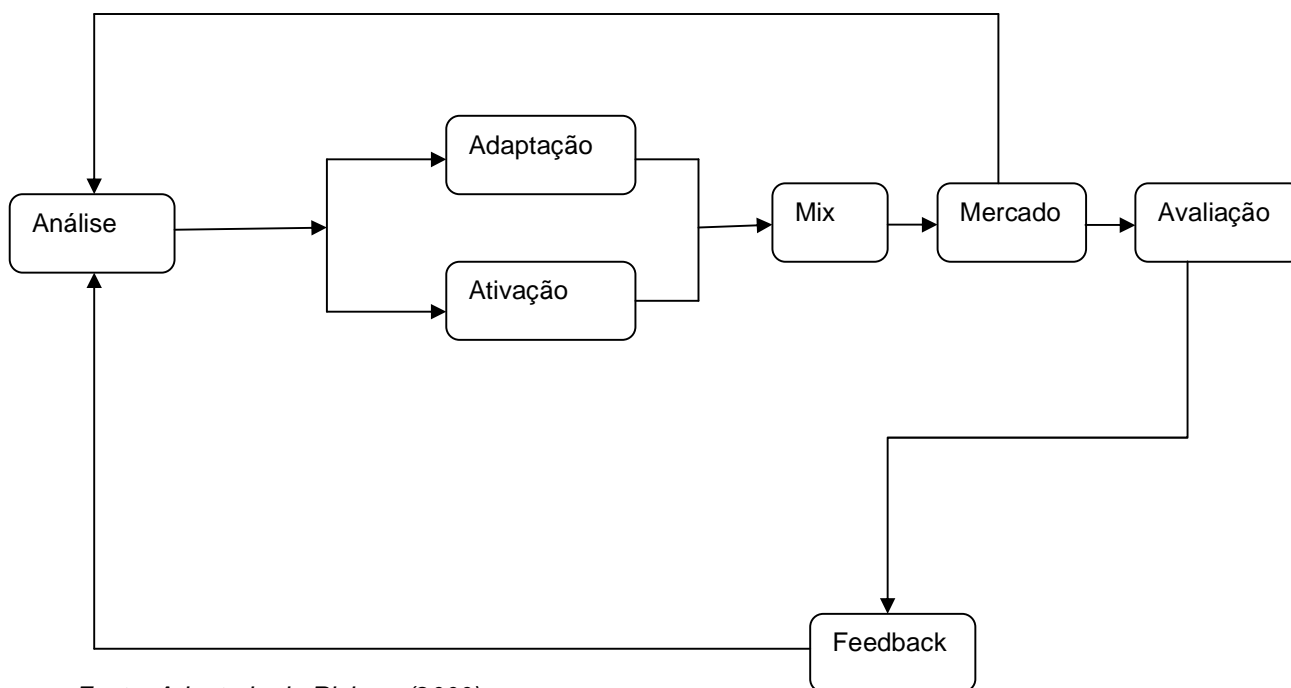 Adaptação
Análise
Mix
Mercado
Avaliação
Ativação
Feedback